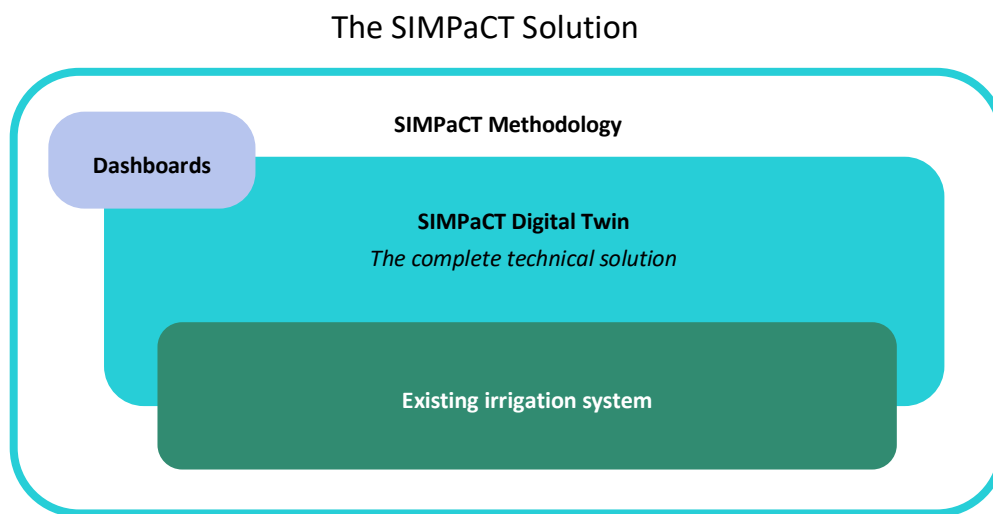 The SIMPaCT Solution
SIMPaCT Methodology
Dashboards
SIMPaCT Digital Twin
The complete technical solution
Existing irrigation system